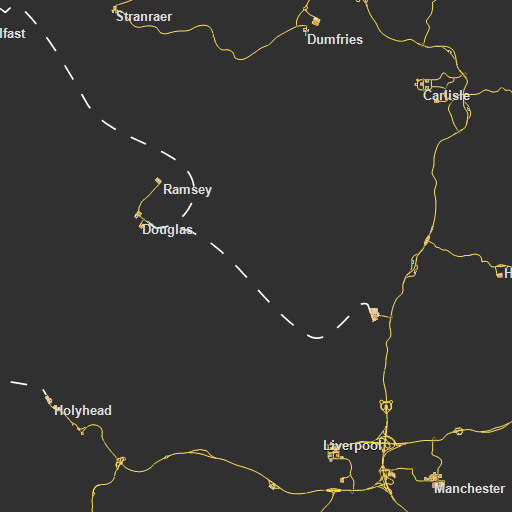 Stranraer
lfast
Dumfries
Carlisle
Ramsey
Douglas
H
Holyhead
Liverpool
Manchester